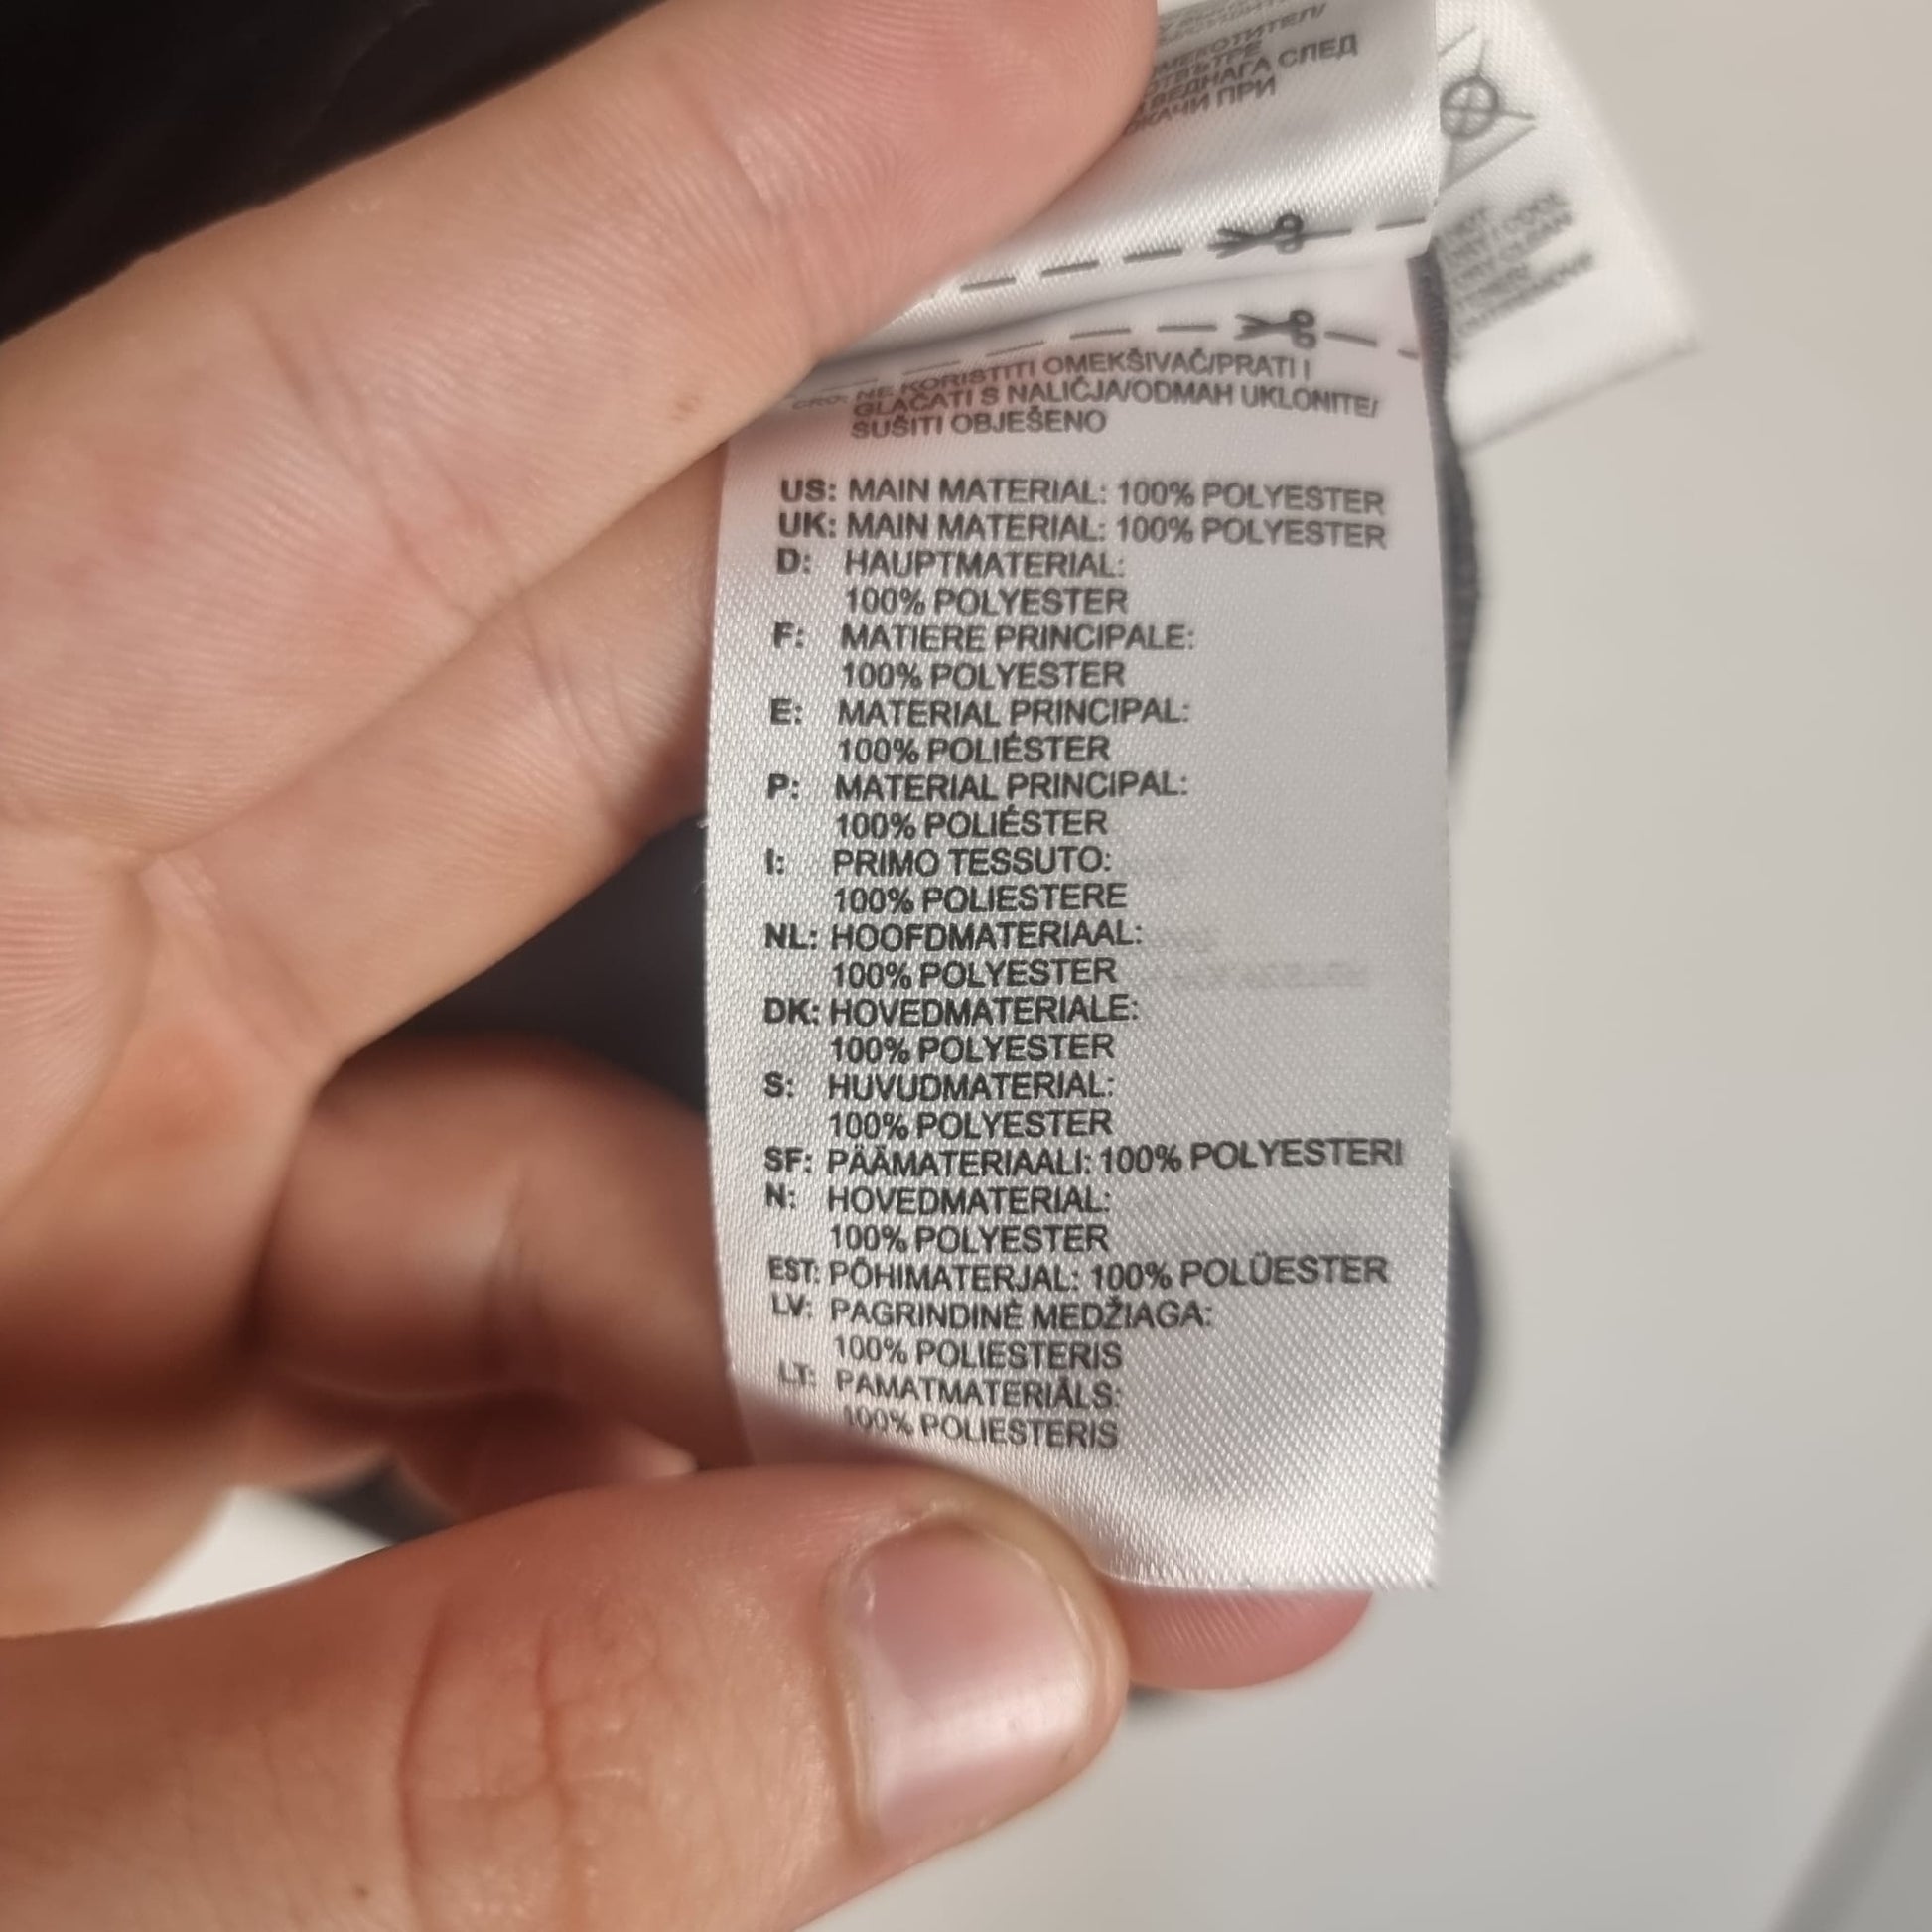 СЛЕД
ПРИ
CRO: NE KORISTITI OMEKŠIVAČ/PRATI I
GLAČATI S NALIČJA/ODMAH UKLONITE/
SUŠITI OBJEŠENO
US: MAIN MATERIAL: 100% POLYESTER
UK: MAIN MATERIAL: 100% POLYESTER
D: HAUPTMATERIAL:
100% POLYESTER
F: MATIERE PRINCIPALE:
100% POLYESTER
E: MATERIAL PRINCIPAL:
100% POLIÉSTER
P: MATERIAL PRINCIPAL:
100% POLIÉSTER
I: PRIMO TESSUTO:
100% POLIESTERE
NL: HOOFDMATERIAAL:
100% POLYESTER
DK: HOVEDMATERIALE:
100% POLYESTER
S: HUVUDMATERIAL:
100% POLYESTER
SF: PÄÄMATERIAALI: 100% POLYESTERI
N: HOVEDMATERIAL:
100% POLYESTER
EST: PÕHIMATERJAL: 100% POLÜESTER
LV: PAGRINDINĖ MEDŽIAGA:
100% POLIESTERIS
LT: PAMATMATERIĀLS:
100% POLIESTERIS